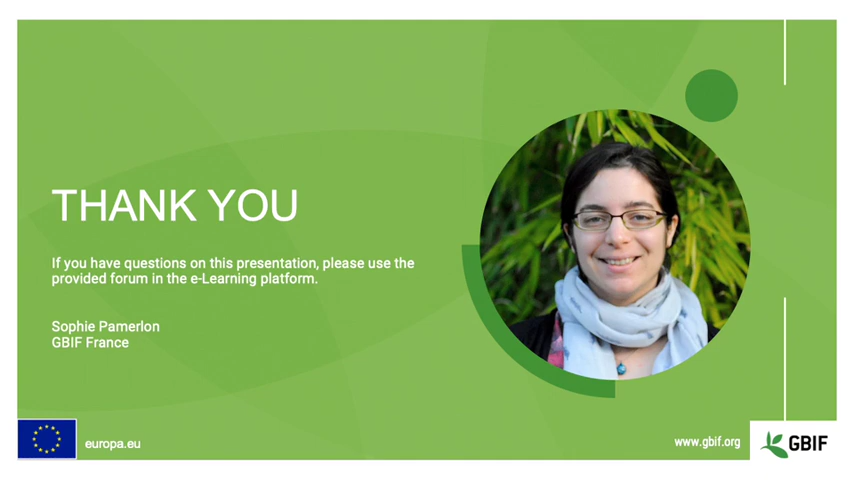 THANK YOU
If you have questions on this presentation, please use the
provided forum in the e-Learning platform.
Sophie Pamerlon
GBIF France
europa.eu
www.gbif.org
GBIF